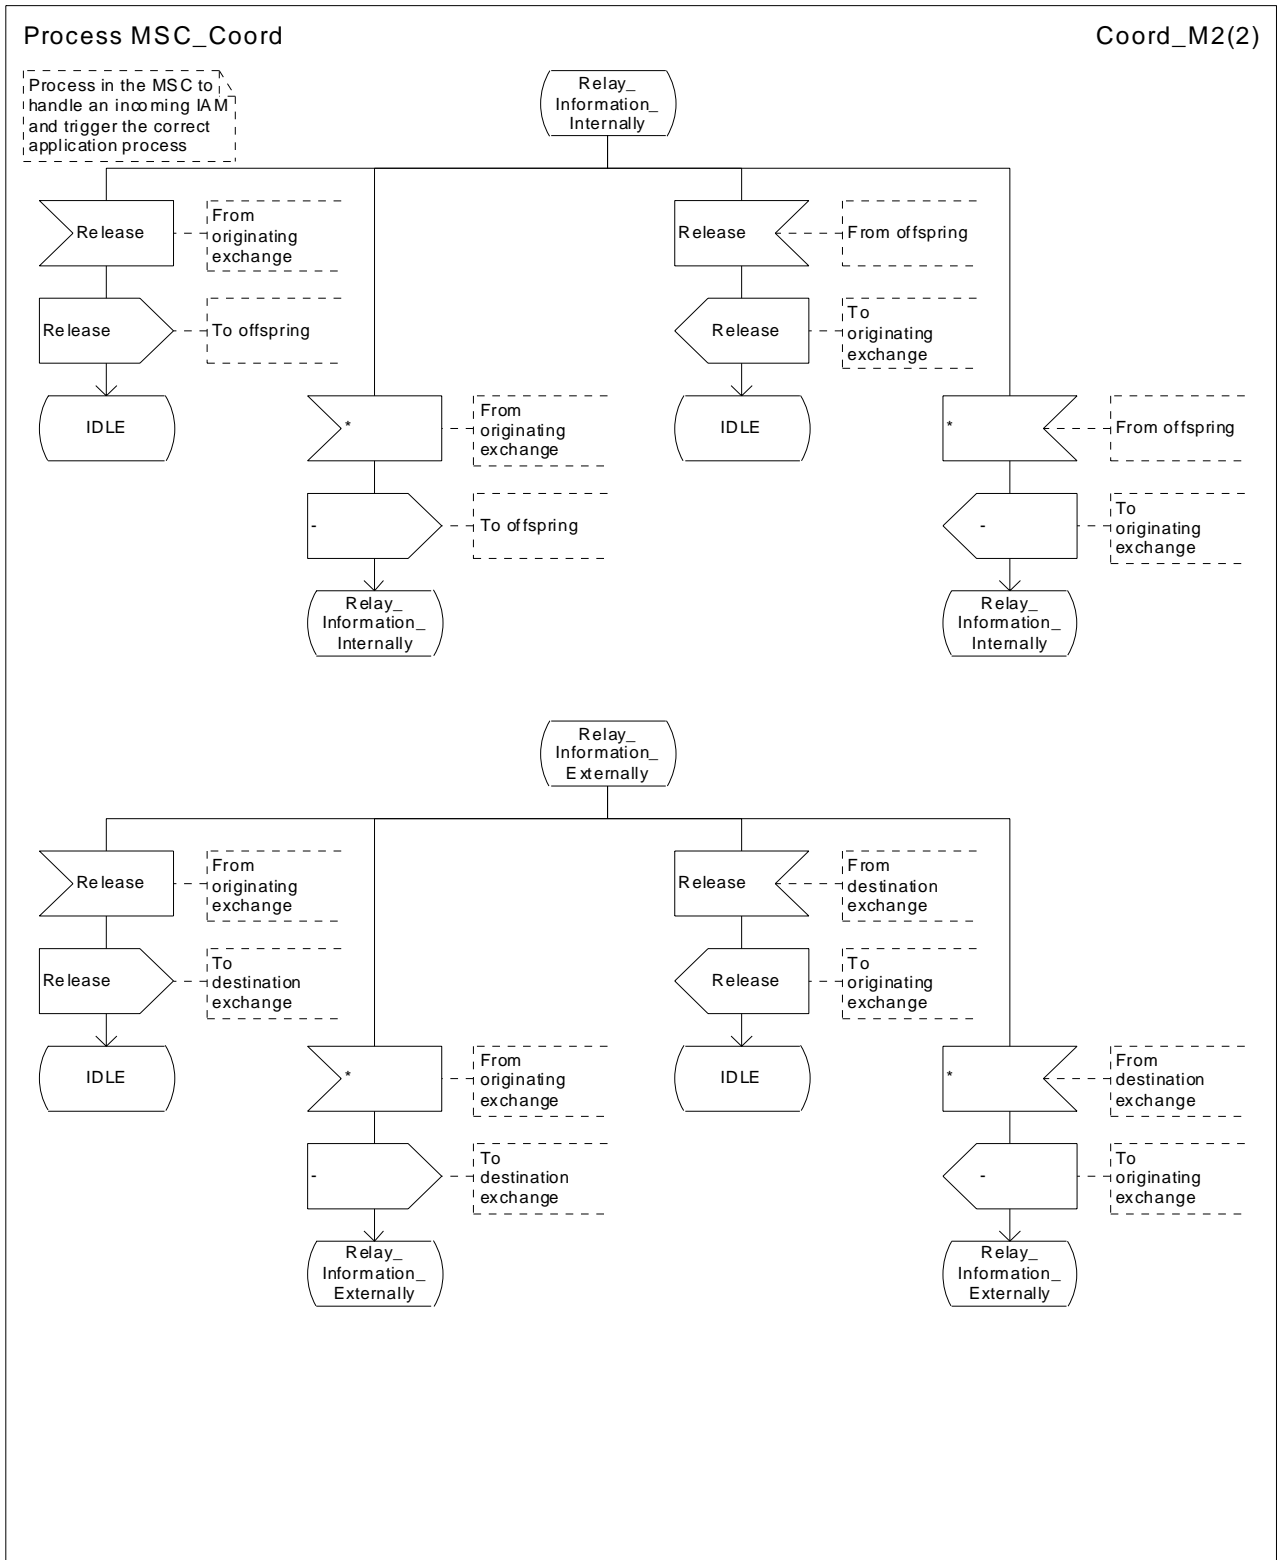 Process MSC_Coord
Coord_M2(2)
Process in the MSC to
handle an incoming IAM
and trigger the correct
application process
Relay_
Information_
Internally
Release
From
originating
exchange
Release
From offspring
Release
To offspring
Release
To
originating
exchange
IDLE
*
From
originating
exchange
IDLE
*
From offspring
-
To offspring
-
To
originating
exchange
Relay_
Information_
Internally
Relay_
Information_
Internally
Relay_
Information_
Externally
Release
From
originating
exchange
Release
From
destination
exchange
Release
To
destination
exchange
Release
To
originating
exchange
IDLE
*
From
originating
exchange
IDLE
*
From
destination
exchange
-
To
destination
exchange
-
To
originating
exchange
Relay_
Information_
Externally
Relay_
Information_
Externally